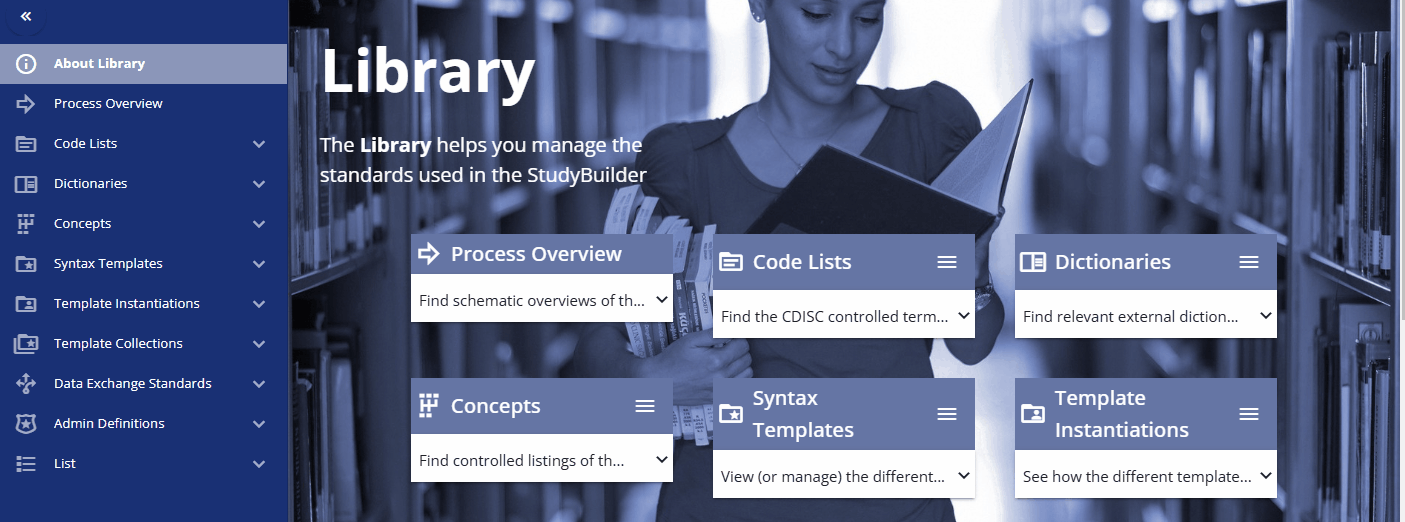 «
About Library
Process Overview
Code Lists
Dictionaries
Concepts
Syntax Templates
Template Instantiations
Template Collections
Data Exchange Standards
Admin Definitions
List
Library
The Library helps you manage the
standards used in the StudyBuilder
Process Overview
Find schematic overviews of th...
Code Lists
Find the CDISC controlled term...
Dictionaries
Find relevant external diction...
Concepts
Find controlled listings of th...
Syntax
Templates
View (or manage) the different...
Template
Instantiations
See how the different template...